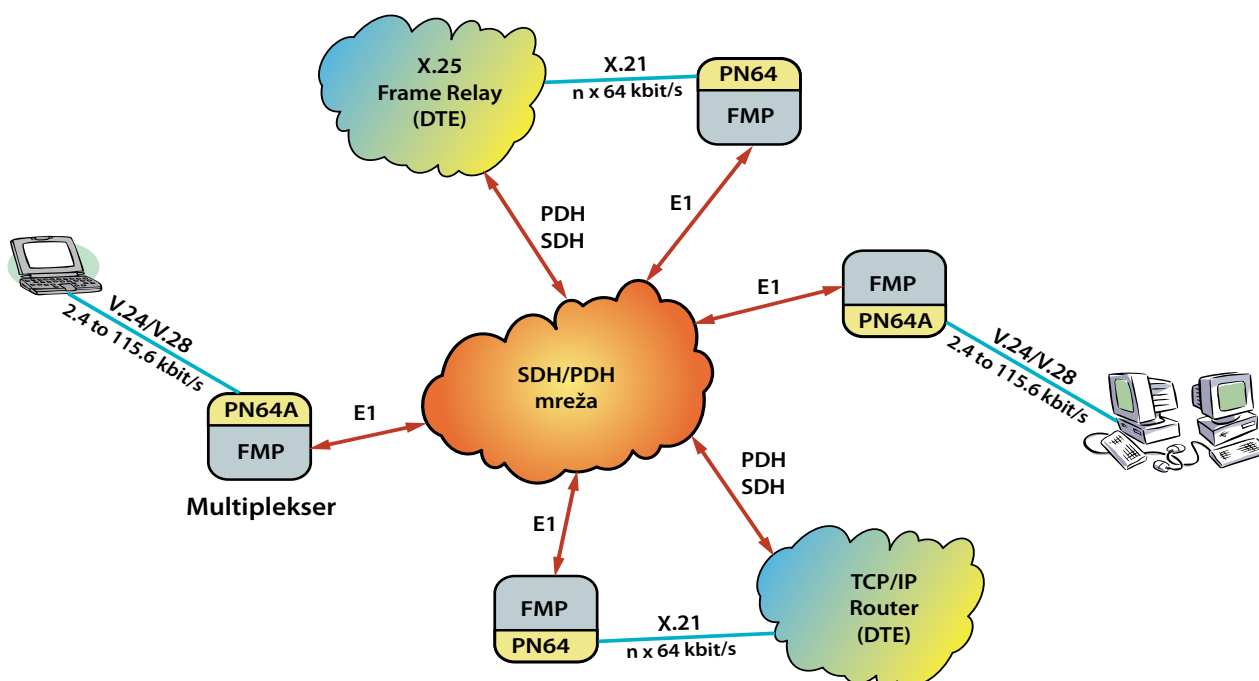 X.25
Frame Relay
(DTE)
X.21
n x 64 kbit/s
PN64
FMP
PDH
SDH
E1
FMP
PN64A
E1
V.24/V.28
2.4 to 115.6 kbit/s
V.24/V.28
2.4 to 115.6 kbit/s
SDH/PDH
mreža
PN64A
FMP
E1
Multiplekser
PDH
SDH
E1
FMP
PN64
X.21
n x 64 kbit/s
TCP/IP
Router
(DTE)